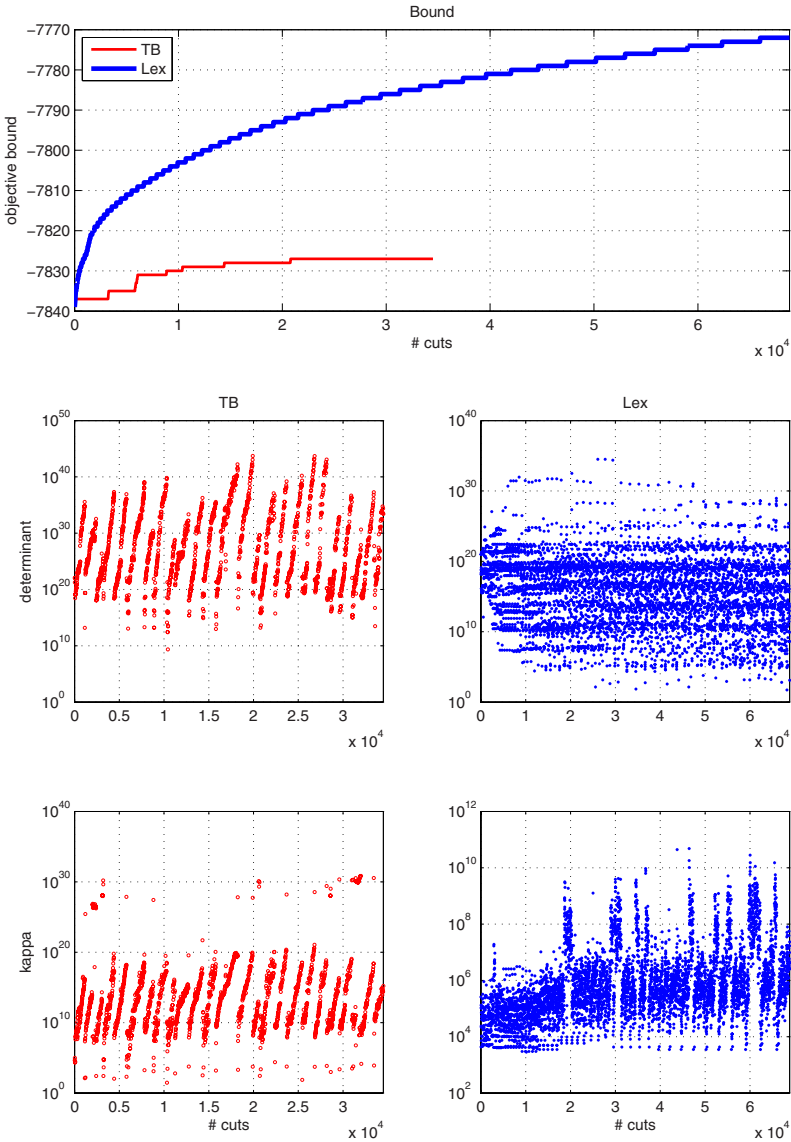 Bound
TB
Lex
objective bound
−7770
−7780
−7790
−7800
−7810
−7820
−7830
−7840
0 1 2 3 4 5 6
# cuts
x 10^4
TB
determinant
10^50
10^40
10^30
10^20
10^10
10^0
0 0.5 1 1.5 2 2.5 3
x 10^4
Lex
10^40
10^30
10^20
10^10
10^0
0 1 2 3 4 5 6
x 10^4
kappa
10^40
10^30
10^20
10^10
10^0
0 0.5 1 1.5 2 2.5 3
# cuts
x 10^4
10^12
10^10
10^8
10^6
10^4
10^2
0 1 2 3 4 5 6
# cuts
x 10^4